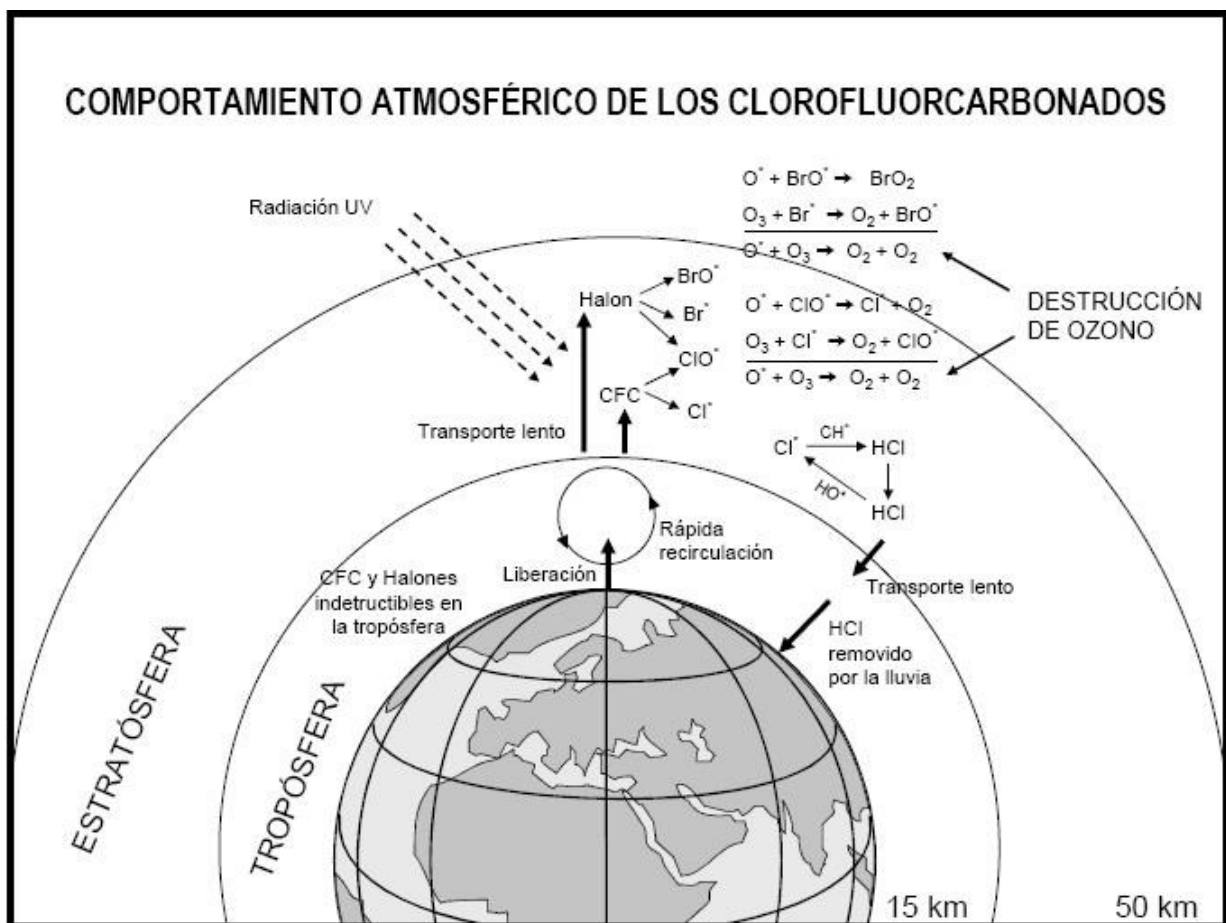 COMPORTAMIENTO ATMOSFÉRICO DE LOS CLOROFLUORCARBONADOS
Radiación UV
O* + BrO* → BrO₂
O₃ + Br* → O₂ + BrO*
O* + O₃ → O₂ + O₂
Halon
BrO*
Br*
ClO*
CFC
Cl*
O* + ClO* → Cl* + O₂
O₃ + Cl* → O₂ + ClO*
O* + O₃ → O₂ + O₂
DESTRUCCIÓN
DE OZONO
Transporte lento
Cl*
CH*
HCl
HO*
HCl
Rápida
recirculación
Liberación
CFC y Halones
indetructibles en
la tropósfera
Transporte lento
HCl
removido
por la lluvia
ESTRATÓSFERA
TROPÓSFERA
15 km
50 km